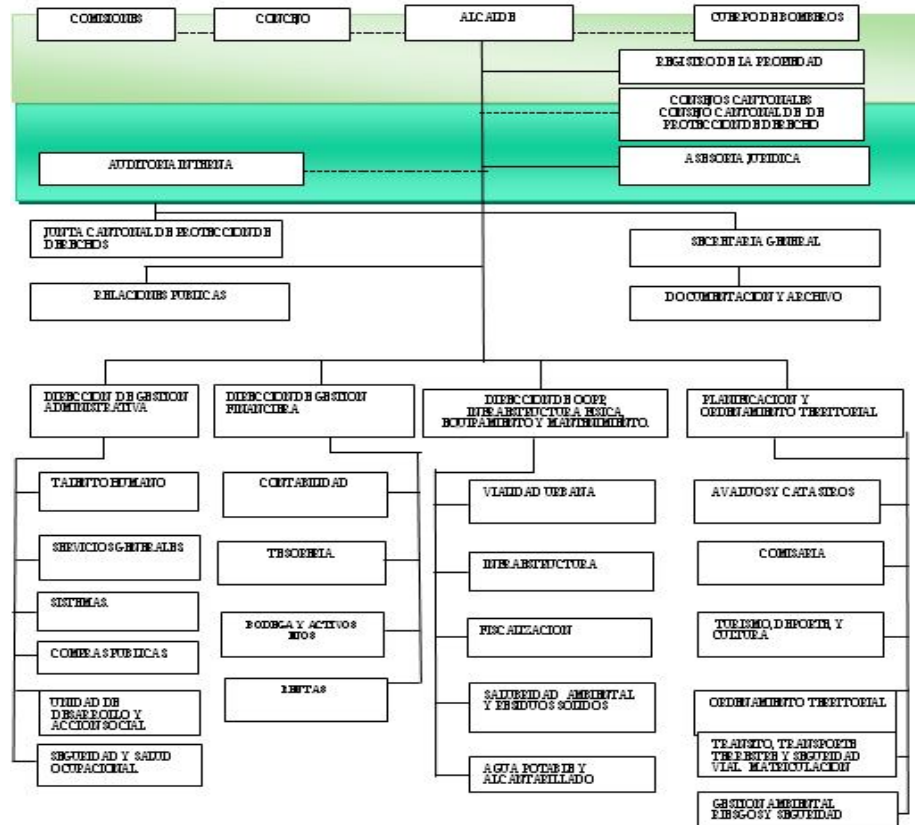 COMISIONES
CONCEJO
ALCALDE
CUERPO DE BOMBEROS
REGISTRO DE LA PROPIEDAD
CONSEJOS CANTONALES
CONSEJO CANTONAL DE DE
PROTECCION DE DERECHO
AUDITORIA INTERNA
ASESORIA JURIDICA
JUNTA CANTONAL DE PROTECCION DE
DERECHOS
SECRETARIA GENERAL
RELACIONES PUBLICAS
DOCUMENTACION Y ARCHIVO
DIRECCION DE GESTION
ADMINISTRATIVA
DIRECCION DE GESTION
FINANCIERA
DIRECCION DE OOPP,
INFRAESTRUCTURA FISICA,
EQUIPAMIENTO Y MANTENIMIENTO.
PLANIFICACION Y
ORDENAMIENTO TERRITORIAL
TALENTO HUMANO
SERVICIOS GENERALES
SISTEMAS
COMPRAS PUBLICAS
UNIDAD DE
DESARROLLO Y
ACCION SOCIAL
SEGURIDAD Y SALUD
OCUPACIONAL
CONTABILIDAD
TESORERIA
BODEGA Y ACTIVOS
RENTAS
VIALIDAD URBANA
INFRAESTRUCTURA
FISCALIZACION
SALUBRIDAD AMBIENTAL
Y RESIDUOS SOLIDOS
AGUA POTABLE Y
ALCANTARILLADO
AVALUOS Y CATASTROS
COMISARIA
TURISMO, DEPORTE, Y
CULTURA
ORDENAMIENTO TERRITORIAL
TRANSITO, TRANSPORTE
TERRESTRE Y SEGURIDAD
VIAL MATRICULACION
GESTION AMBIENTAL
RIESGOS Y SEGURIDAD